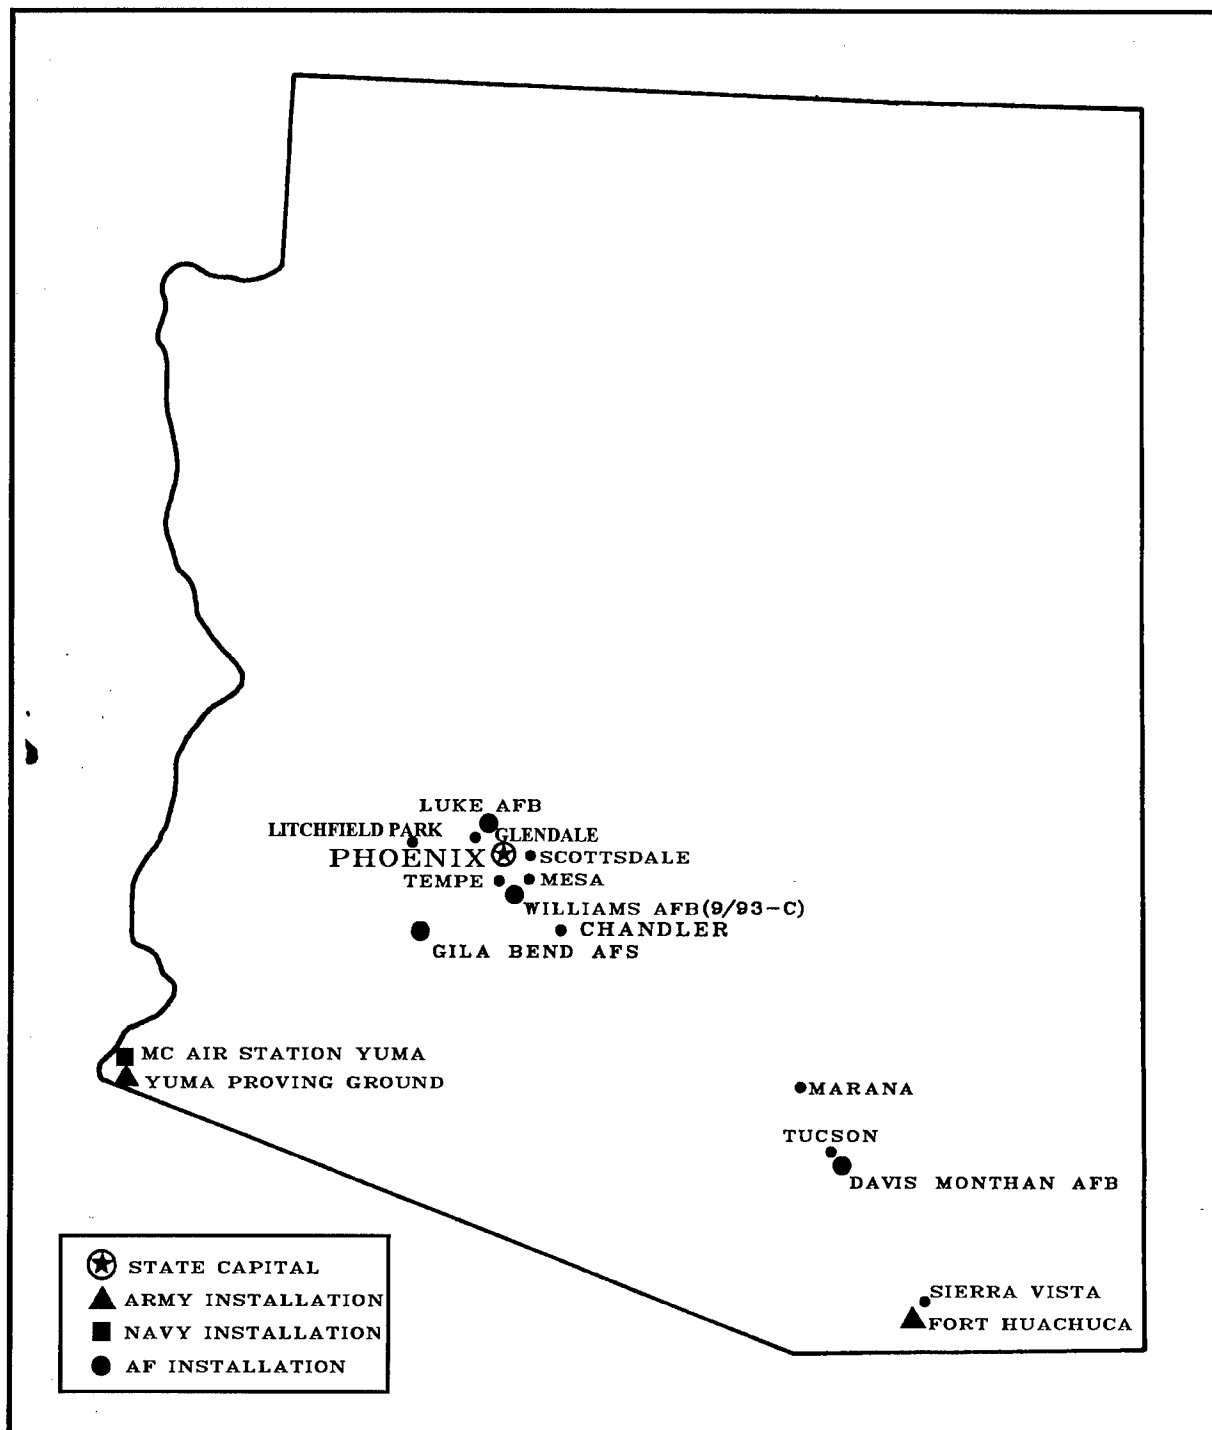 LUKE AFB
LITCHFIELD PARK
GLENDALE
PHOENIX
SCOTTSDALE
TEMPE
MESA
WILLIAMS AFB(9/93-C)
CHANDLER
GILA BEND AFS
MC AIR STATION YUMA
YUMA PROVING GROUND
MARANA
TUCSON
DAVIS MONTHAN AFB
SIERRA VISTA
FORT HUACHUCA
STATE CAPITAL
ARMY INSTALLATION
NAVY INSTALLATION
AF INSTALLATION